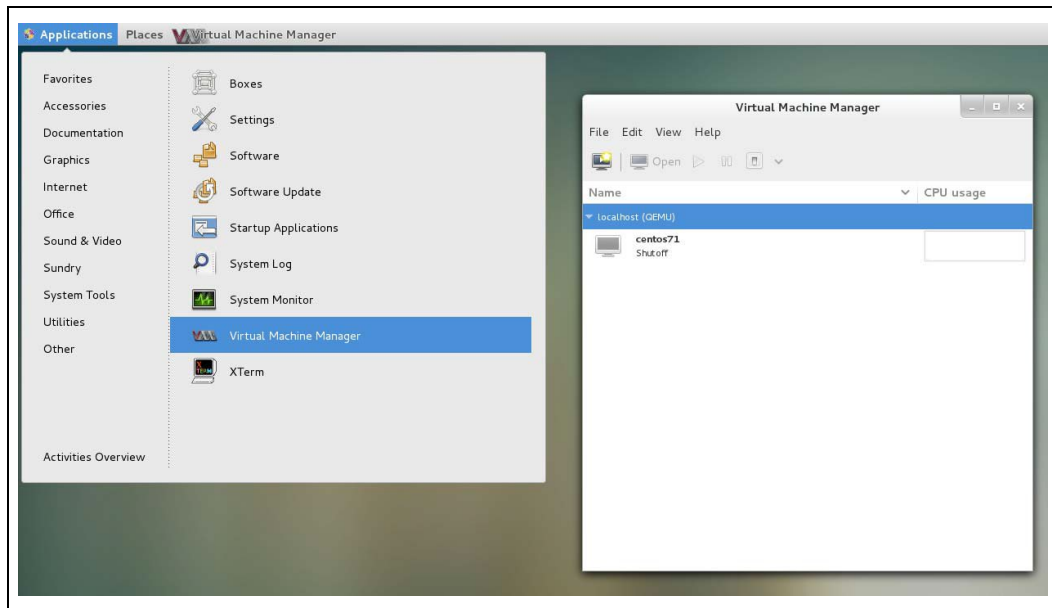 Applications Places Virtual Machine Manager
Favorites
Accessories
Documentation
Graphics
Internet
Office
Sound & Video
Sundry
System Tools
Utilities
Other
Activities Overview
Boxes
Settings
Software
Software Update
Startup Applications
System Log
System Monitor
Virtual Machine Manager
XTerm
Virtual Machine Manager
File Edit View Help
Open
Name CPU usage
localhost (QEMU)
centos71
Shutoff